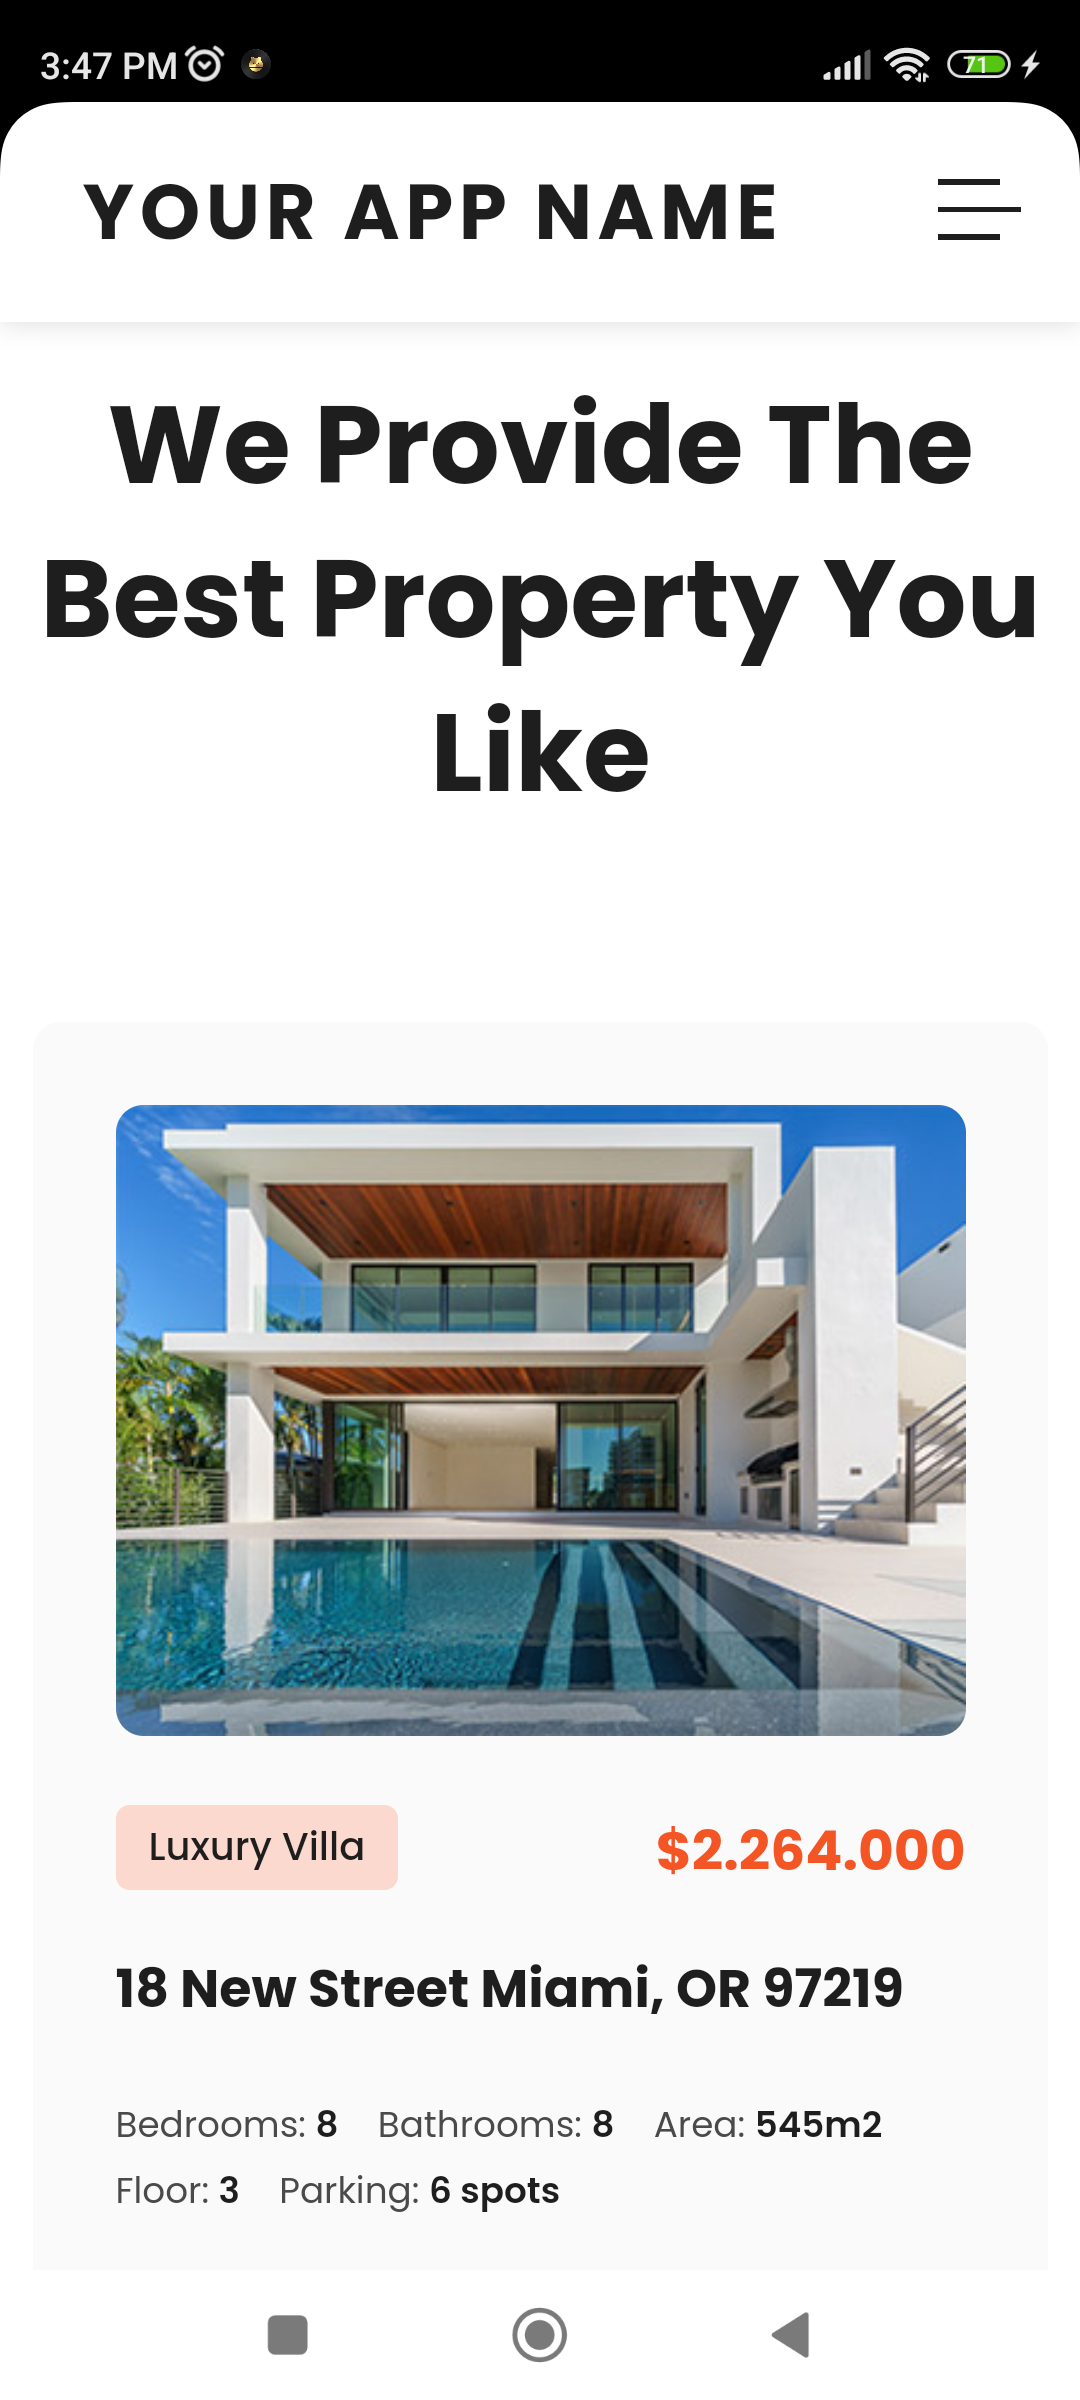 3:47 PM
71
YOUR APP NAME
We Provide The
Best Property You
Like
Luxury Villa
$2.264.000
18 New Street Miami, OR 97219
Bedrooms: 8 Bathrooms: 8 Area: 545m2
Floor: 3 Parking: 6 spots